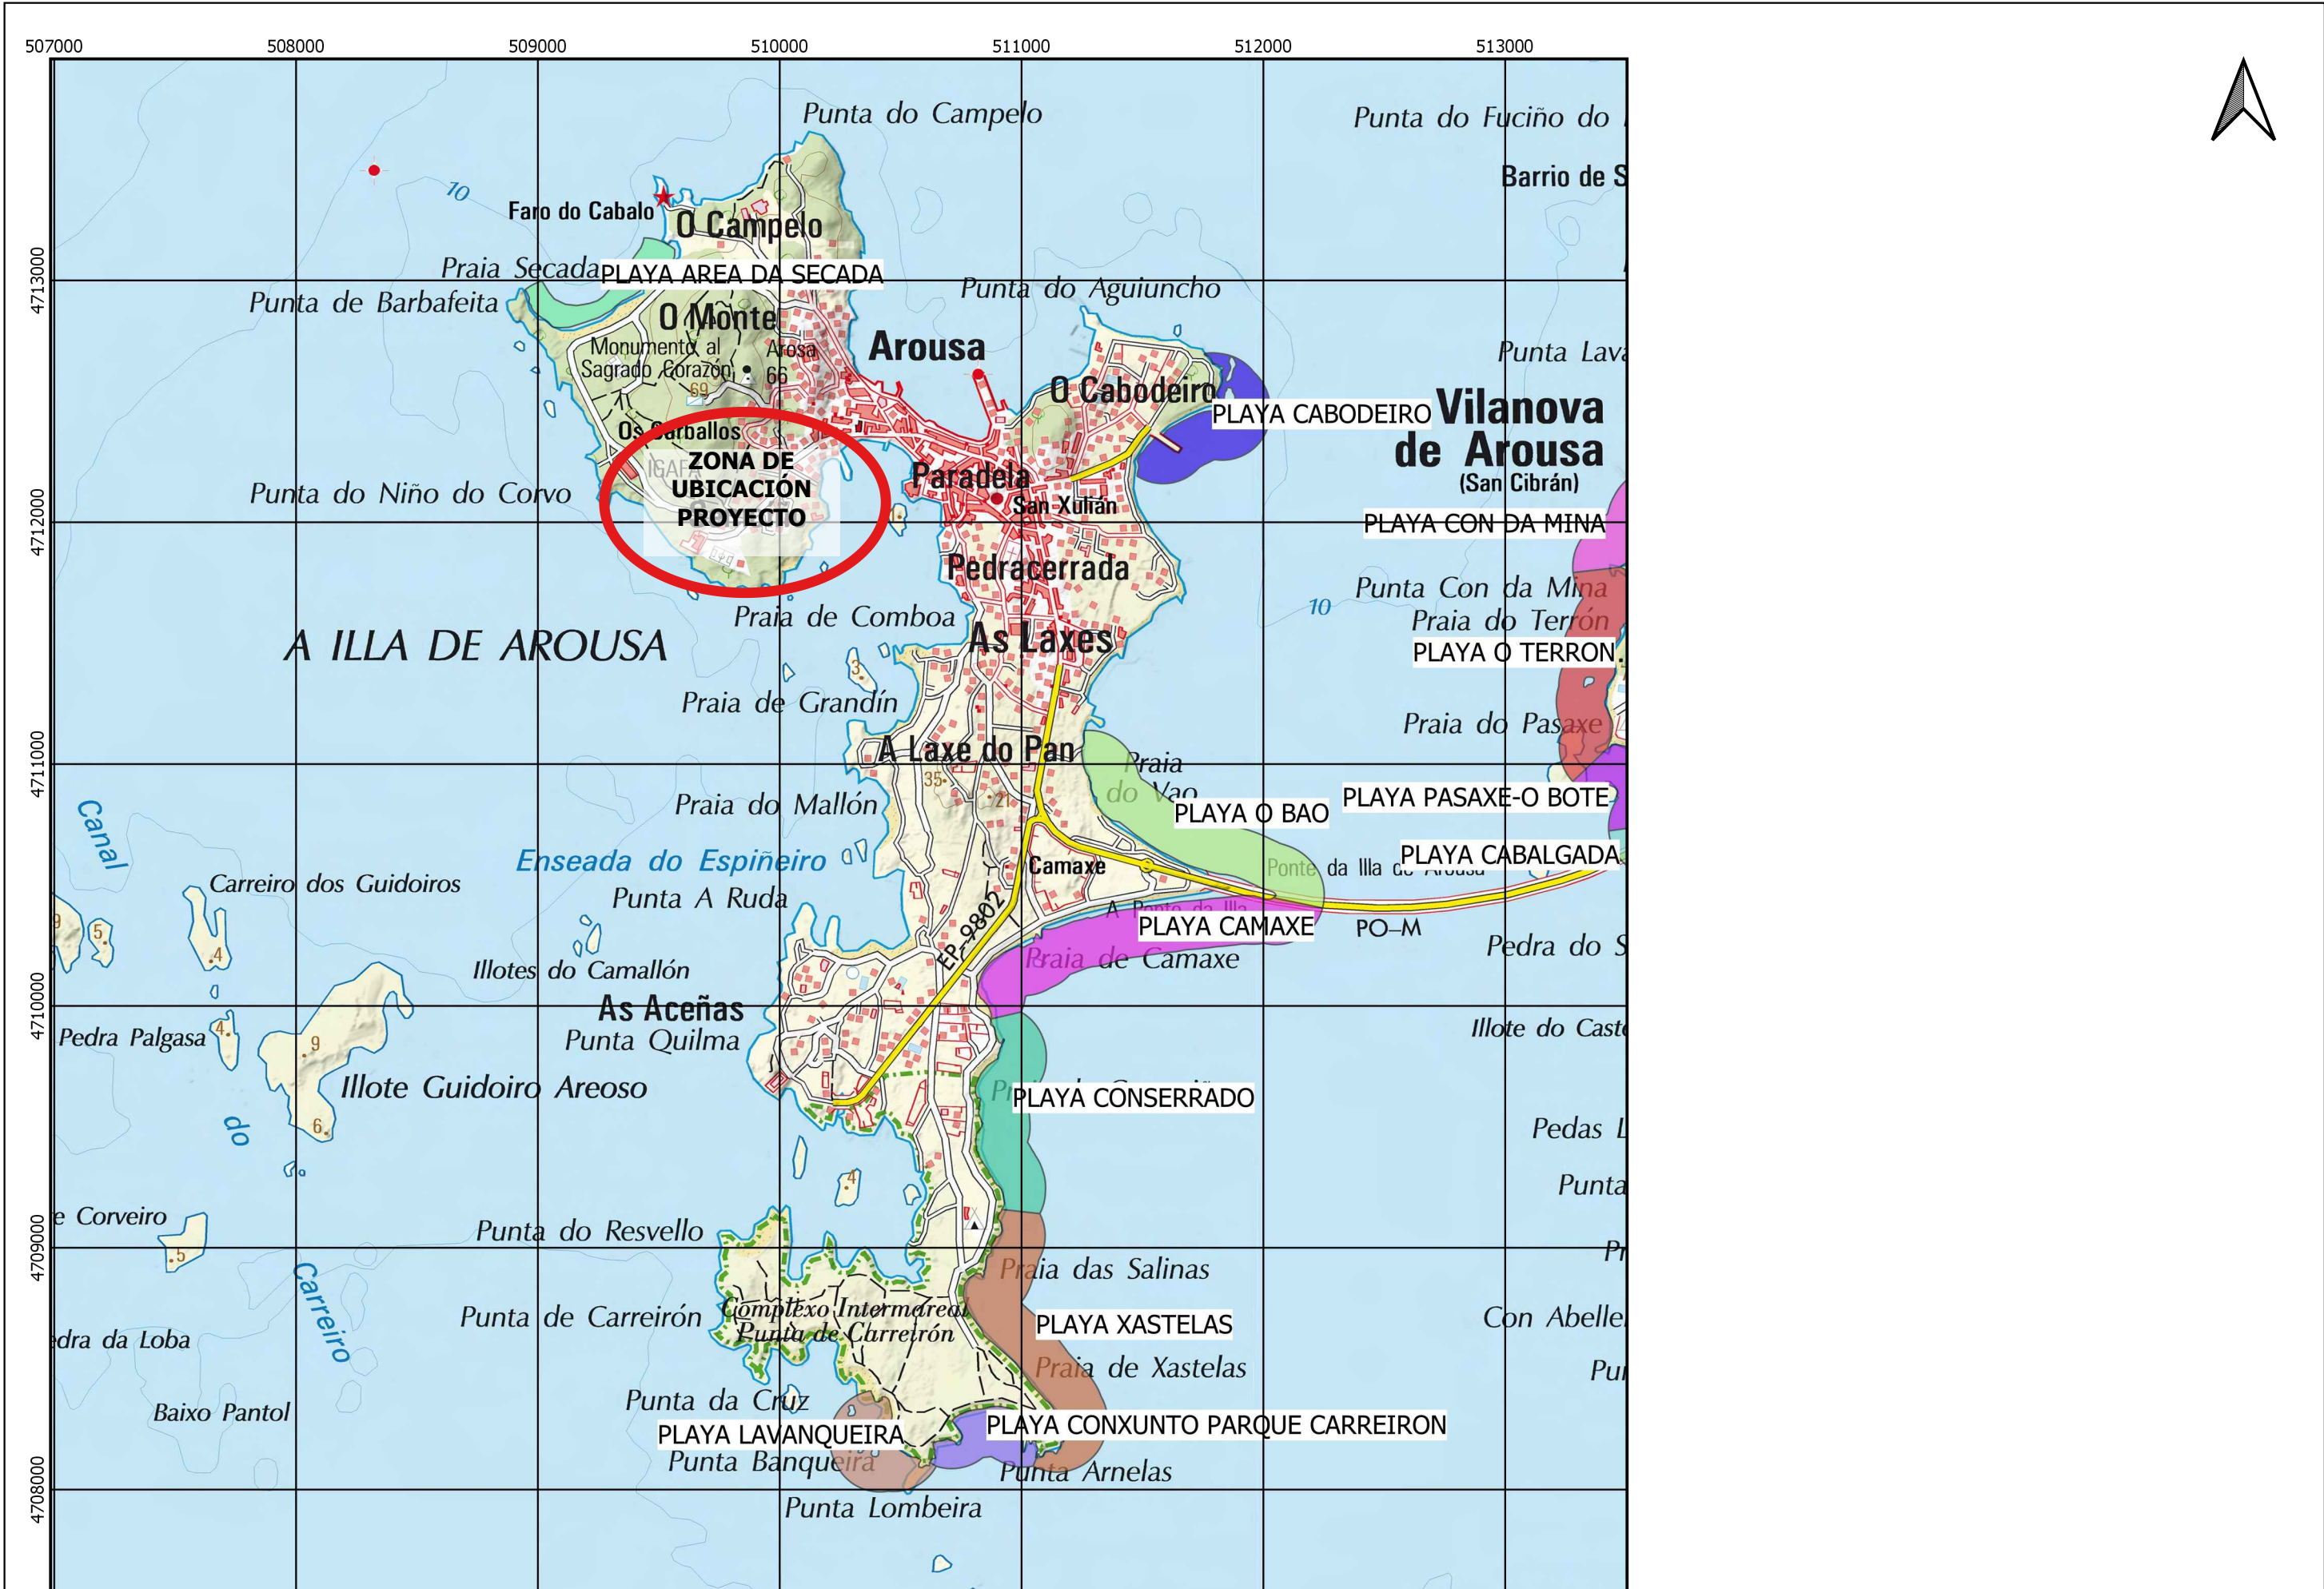 507000 508000 509000 510000 511000 512000 513000
Punta do Campelo
Punta do Fuciño do
Barrio de S
10
Faro do Cabalo
O Campelo
4713000
Praia Secada
PLAYA AREA DA SECADA
Punta do Aguiuncho
Punta de Barbafeita
O Monte
Monumento al
Sagrado Corazón
Arosa
66
69
Arousa
Punta Lava
O Cabodeiro
PLAYA CABODEIRO
Vilanova
de Arousa
(San Cibrán)
Os Carballos
IGAFA
ZONA DE
UBICACIÓN
PROYECTO
Punta do Niño do Corvo
Paradela
San Xulián
1
4712000
PLAYA CON DA MINA
Pedracerrada
Punta Con da Mina
10
Praia de Comboa
Praia do Terrón
A ILLA DE AROUSA
As Laxes
PLAYA O TERRON
3
Praia de Grandín
Praia do Pasaxe
A Laxe do Pan
4711000
35
21
Praia
do Vao
Praia do Mallón
PLAYA O BAO
PLAYA PASAXE-O BOTE
Canal
Enseada do Espiñeiro
Camaxe
Ponte da Illa de Arousa
PLAYA CABALGADA
Carreiro dos Guidoiros
Punta A Ruda
EP-9802
A Ponte da Illa
PLAYA CAMAXE
PO–M
9
5
4
Pedra do S
Illotes do Camallón
Praia de Camaxe
4710000
As Aceñas
Pedra Palgasa
4
9
Punta Quilma
Illote do Caste
Illote Guidoiro Areoso
PLAYA CONSERRADO
do
6
Pedas L
4
Punta
e Corveiro
5
Punta do Resvello
4709000
Praia das Salinas
Pr
Carreiro
Punta de Carreirón
Complexo Intermareal
Punta de Carreirón
PLAYA XASTELAS
Con Abelle
edra da Loba
Praia de Xastelas
Pur
Baixo Pantol
Punta da Cruz
PLAYA LAVANQUEIRA
PLAYA CONXUNTO PARQUE CARREIRON
Punta Banqueira
Punta Arnelas
4708000
Punta Lombeira